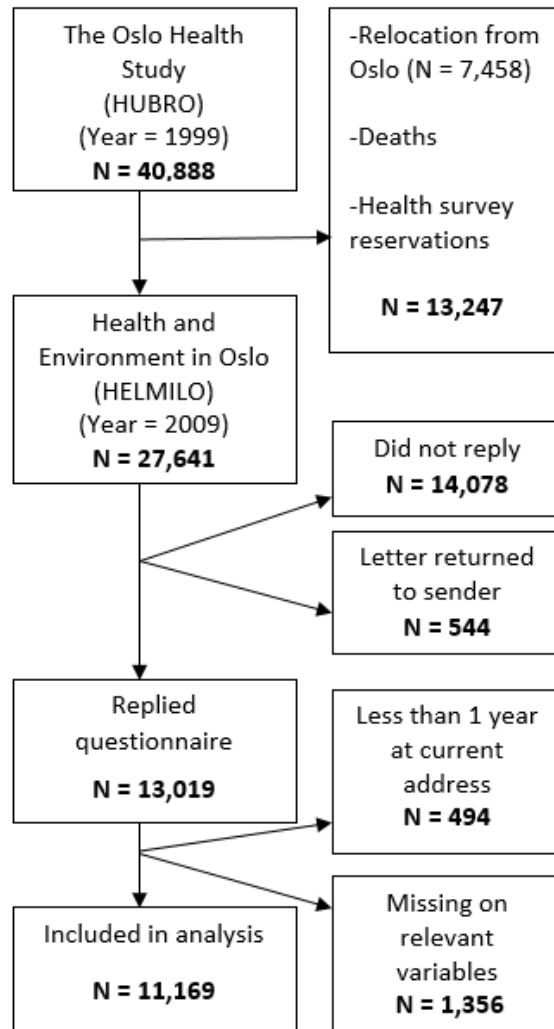 The Oslo Health
Study
(HUBRO)
(Year = 1999)
N = 40,888
-Relocation from
Oslo (N = 7,458)
-Deaths
-Health survey
reservations
N = 13,247
Health and
Environment in Oslo
(HELMILO)
(Year = 2009)
N = 27,641
Did not reply
N = 14,078
Letter returned
to sender
N = 544
Replied
questionnaire
N = 13,019
Less than 1 year
at current
address
N = 494
Included in analysis
N = 11,169
Missing on
relevant
variables
N = 1,356